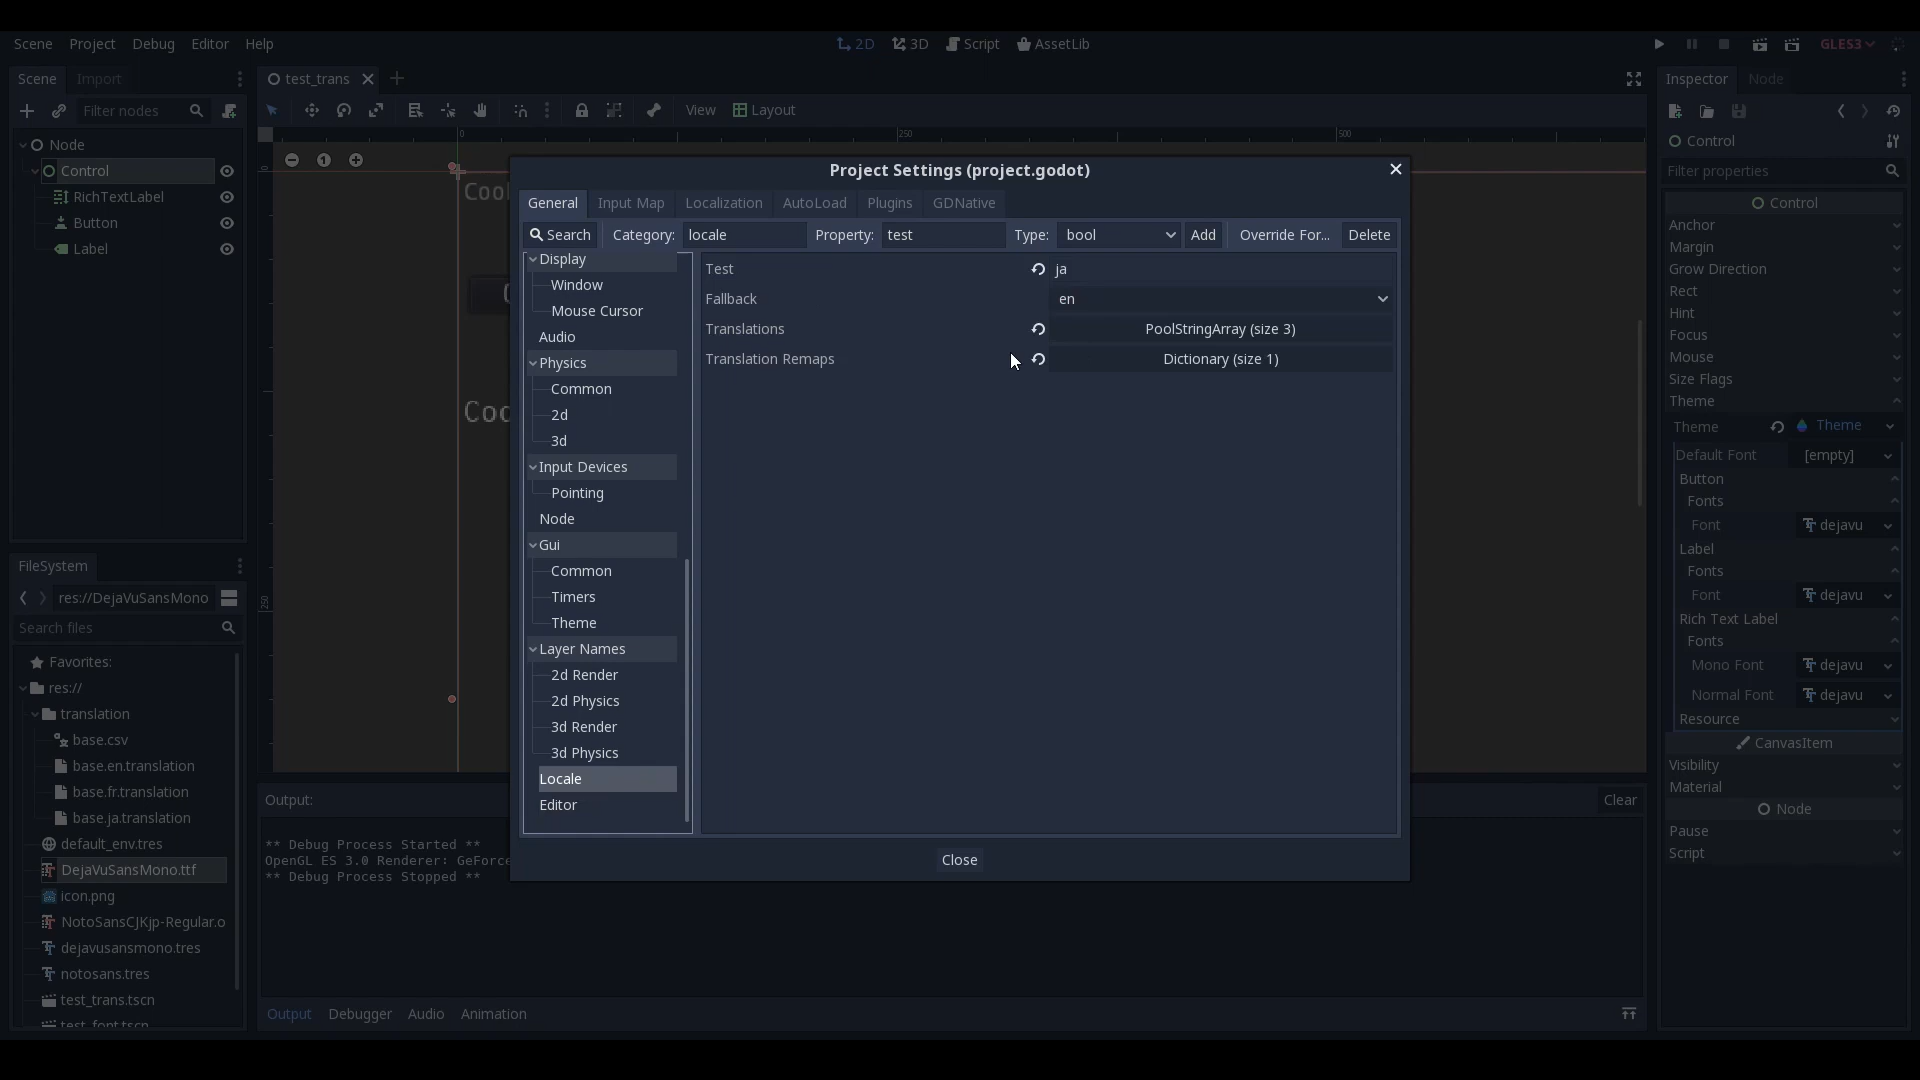 Scene Project Debug Editor Help
2D 3D Script AssetLib
GLES3
Scene Import
test_trans
Inspector Node
Filter nodes
View Layout
0 250 500
Node
Control
RichTextLabel
Button
Label
Control
Filter properties
Control
Anchor
Margin
Grow Direction
Rect
Hint
Focus
Mouse
Size Flags
Theme
Theme Theme
Default Font [empty]
Button
Fonts
Font dejavu
Label
Fonts
Font dejavu
Rich Text Label
Fonts
Mono Font dejavu
Normal Font dejavu
Resource
CanvasItem
Visibility
Material
Node
Pause
Script
0
250
1
Project Settings (project.godot)
General Input Map Localization AutoLoad Plugins GDNative
Search Category: locale Property: test Type: bool Add Override For... Delete
Display
Window
Mouse Cursor
Audio
Physics
Common
2d
3d
Input Devices
Pointing
Node
Gui
Common
Timers
Theme
Layer Names
2d Render
2d Physics
3d Render
3d Physics
Locale
Editor
Test ja
Fallback en
Translations PoolStringArray (size 3)
Translation Remaps Dictionary (size 1)
Close
FileSystem
res://DejaVuSansMono
Search files
Favorites:
res://
translation
base.csv
base.en.translation
base.fr.translation
base.ja.translation
default_env.tres
DejaVuSansMono.ttf
icon.png
NotoSansCJKjp-Regular.o
dejavusansmono.tres
notosans.tres
test_trans.tscn
test_font.tscn
Output: Clear
** Debug Process Started **
OpenGL ES 3.0 Renderer: GeForce
** Debug Process Stopped **
Output Debugger Audio Animation